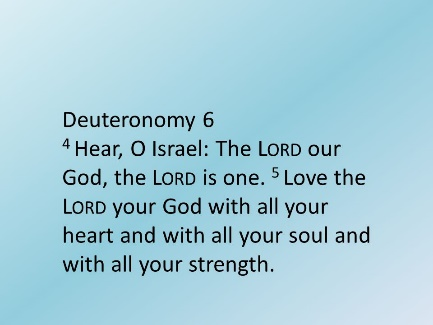 Deuteronomy 6
⁴ Hear, O Israel: The LORD our
God, the LORD is one. ⁵ Love the
LORD your God with all your
heart and with all your soul and
with all your strength.